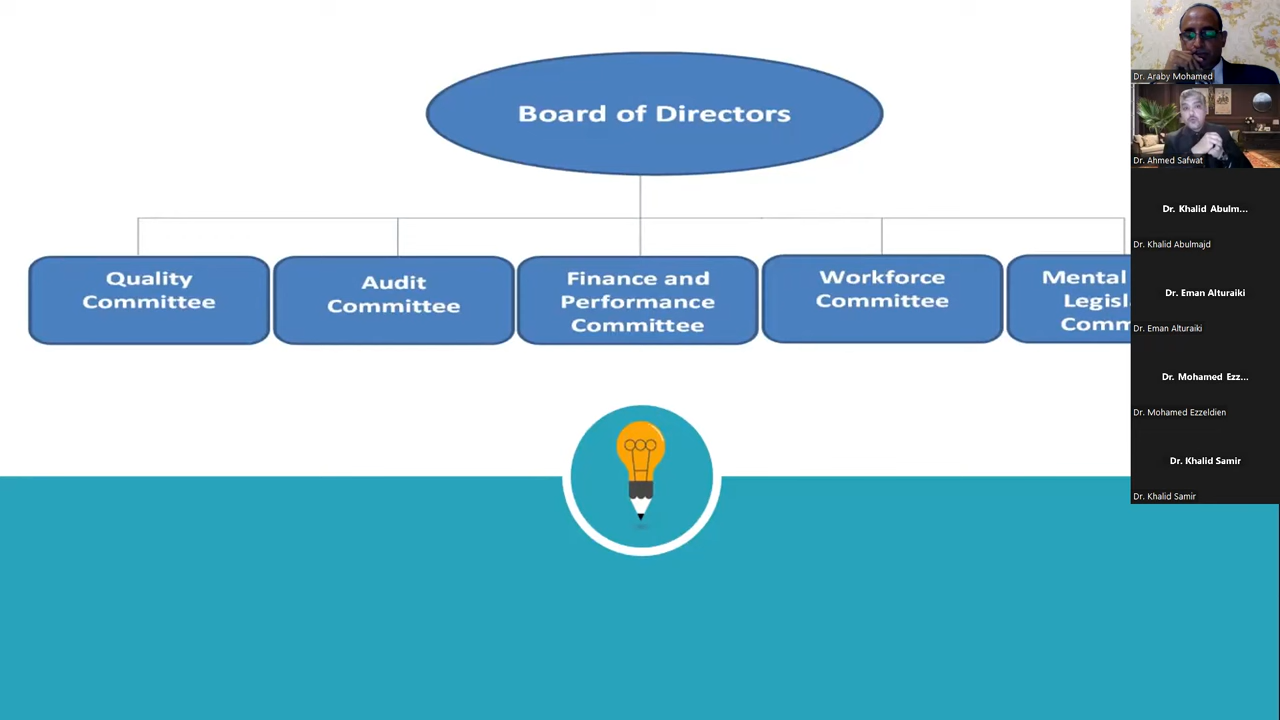 Board of Directors
Quality
Committee
Audit
Committee
Finance and
Performance
Committee
Workforce
Committee
Mental
Dr. Araby Mohamed
Dr. Ahmed Safwat
Dr. Khalid Abulm...
Dr. Khalid Abulmajd
Dr. Eman Alturaiki
Dr. Eman Alturaiki
Dr. Mohamed Ezz...
Dr. Mohamed Ezzeldien
Dr. Khalid Samir
Dr. Khalid Samir